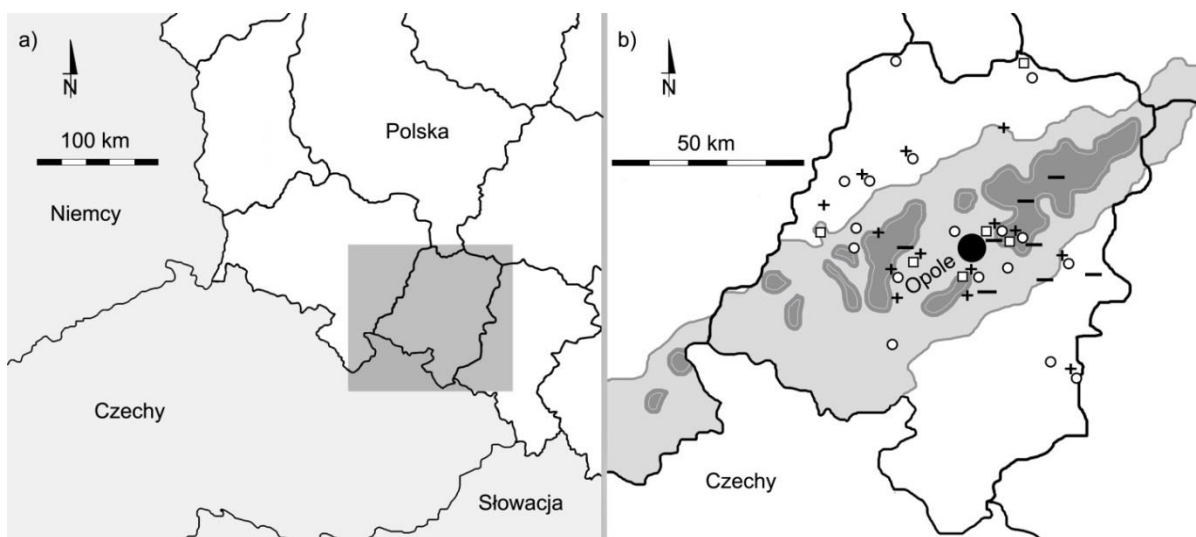 a)
N
100 km
Polska
Niemcy
Czechy
Słowacja
b)
N
50 km
Opole
Czechy